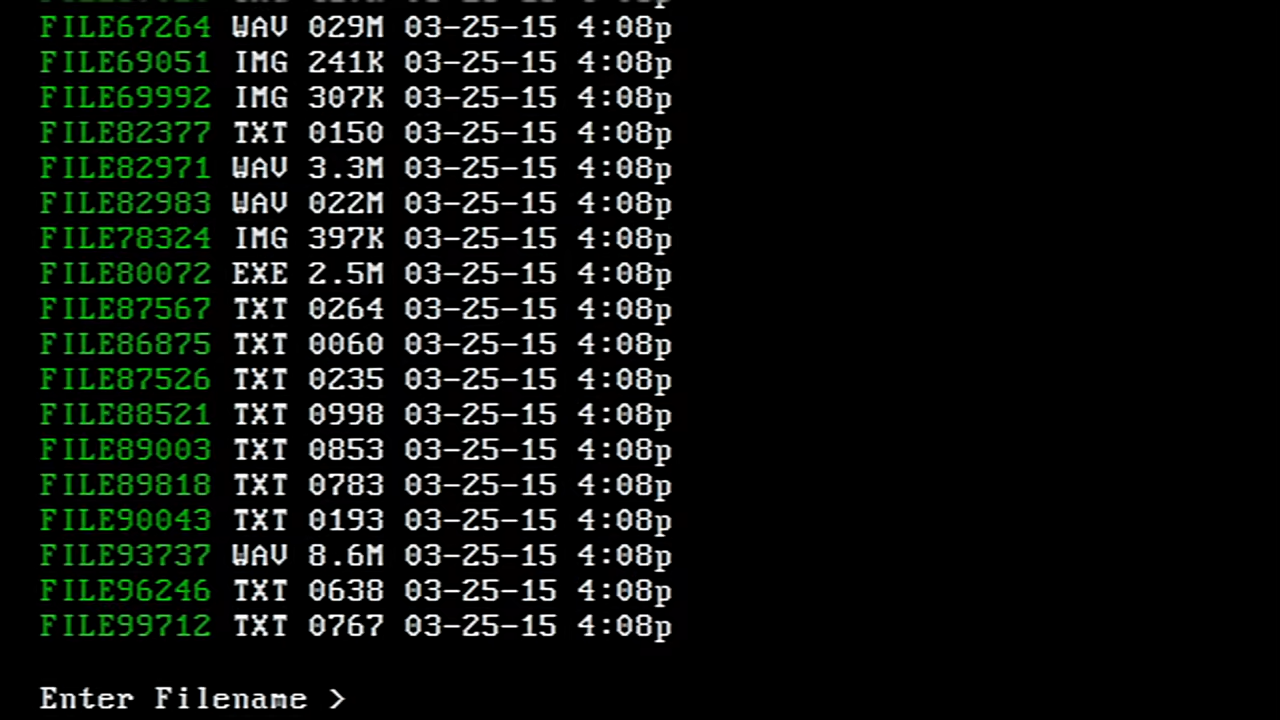 FILE67264 WAV 029M 03-25-15 4:08p
FILE69051 IMG 241K 03-25-15 4:08p
FILE69992 IMG 307K 03-25-15 4:08p
FILE82377 TXT 0150 03-25-15 4:08p
FILE82971 WAV 3.3M 03-25-15 4:08p
FILE82983 WAV 022M 03-25-15 4:08p
FILE78324 IMG 397K 03-25-15 4:08p
FILE80072 EXE 2.5M 03-25-15 4:08p
FILE87567 TXT 0264 03-25-15 4:08p
FILE86875 TXT 0060 03-25-15 4:08p
FILE87526 TXT 0235 03-25-15 4:08p
FILE88521 TXT 0998 03-25-15 4:08p
FILE89003 TXT 0853 03-25-15 4:08p
FILE89818 TXT 0783 03-25-15 4:08p
FILE90043 TXT 0193 03-25-15 4:08p
FILE93737 WAV 8.6M 03-25-15 4:08p
FILE96246 TXT 0638 03-25-15 4:08p
FILE99712 TXT 0767 03-25-15 4:08p
Enter Filename >